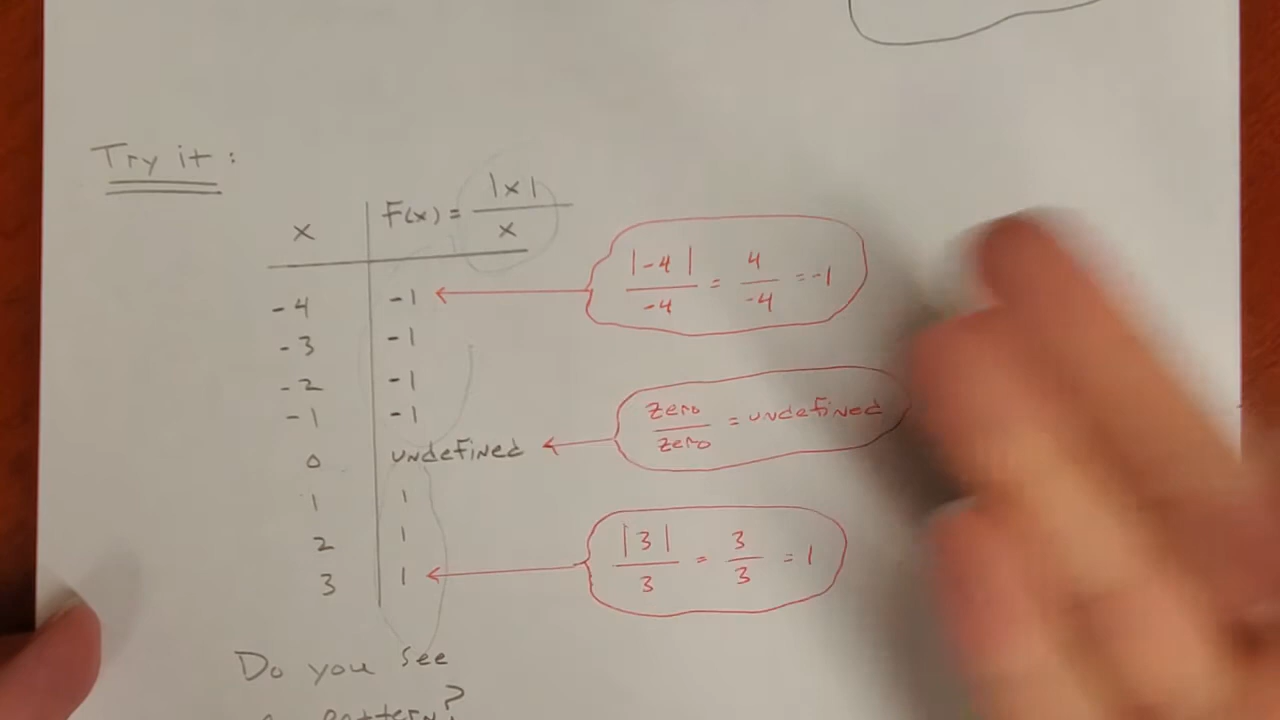 Try it:
x F(x) = |x| / x
-4 -1 |-4| / -4 = 4 / -4 = -1
-3 -1
-2 -1
-1 -1
0 undefined zero / zero = undefined
1 1
2 1
3 1 |3| / 3 = 3 / 3 = 1
Do you see
a pattern?